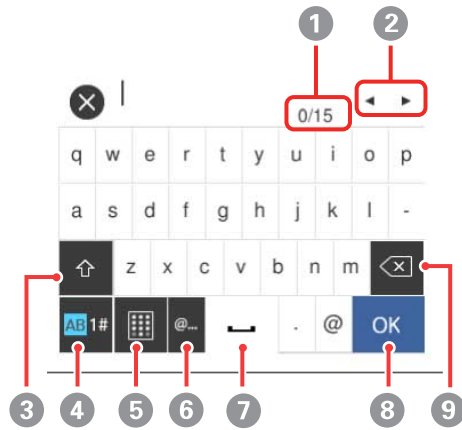 1 2
0/15
q w e r t y u i o p
a s d f g h j k l -
z x c v b n m
AB 1# @... . @ OK
3 4 5 6 7 8 9